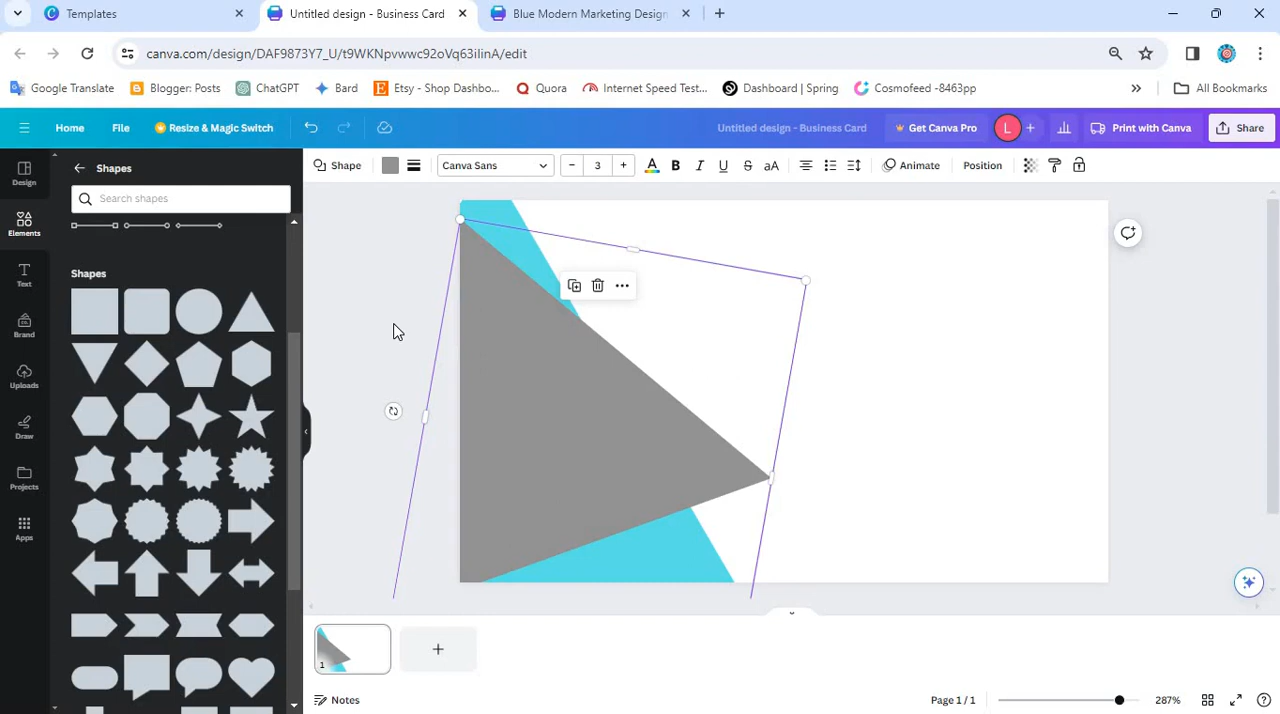 Templates
Untitled design - Business Card
Blue Modern Marketing Design
canva.com/design/DAF9873Y7_U/t9WKNpvwwc92oVq63iIinA/edit
Google Translate
Blogger: Posts
ChatGPT
Bard
Etsy - Shop Dashbo...
Quora
Internet Speed Test...
Dashboard | Spring
Cosmofeed -8463pp
All Bookmarks
Home
File
Resize & Magic Switch
Untitled design - Business Card
Get Canva Pro
L
Print with Canva
Share
Design
Elements
Text
Brand
Uploads
Draw
Projects
Apps
Shapes
Search shapes
Shapes
Shape
Canva Sans
3
A
B
I
U
S
aA
Animate
Position
1
Notes
Page 1 / 1
287%